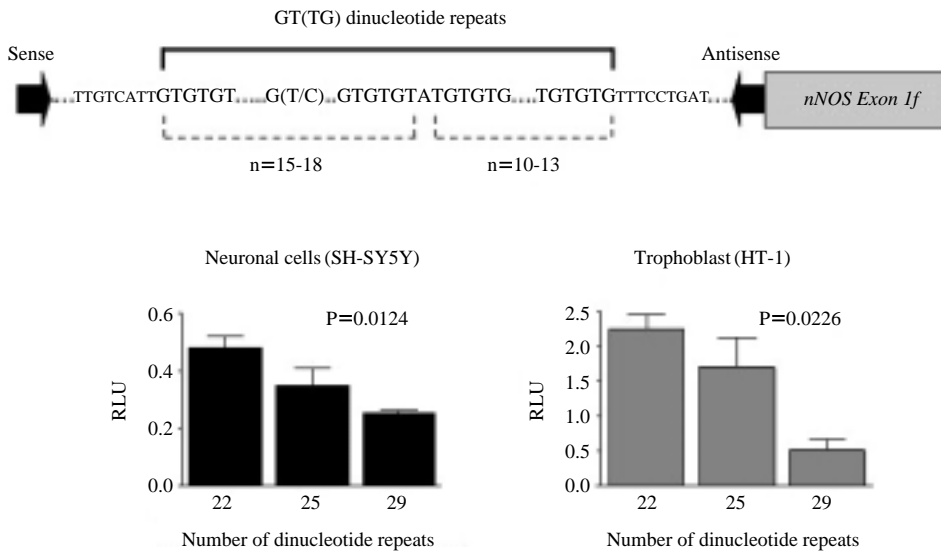 GT(TG) dinucleotide repeats
Sense
Antisense
TTGTCATTGTGTGT......G(T/C)...GTGTGTATGTGTG....TGTGTGTTTCCTGAT
nNOS Exon 1f
n=15-18
n=10-13
Neuronal cells (SH-SY5Y)
P=0.0124
RLU
0.6
0.4
0.2
0.0
22 25 29
Number of dinucleotide repeats
Trophoblast (HT-1)
P=0.0226
RLU
2.5
2.0
1.5
1.0
0.5
0.0
22 25 29
Number of dinucleotide repeats